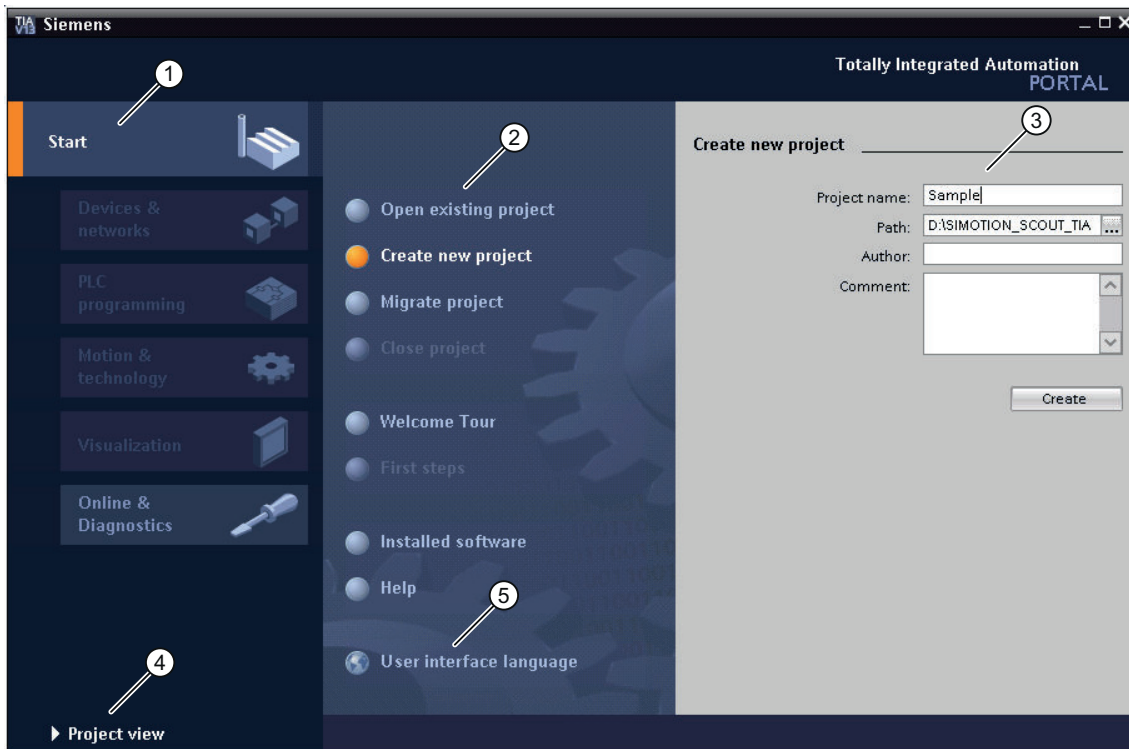 TIA V13 Siemens
Totally Integrated Automation
PORTAL
1
Start
Devices &
networks
PLC
programming
Motion &
technology
Visualization
Online &
Diagnostics
4
Project view
2
Open existing project
Create new project
Migrate project
Close project
Welcome Tour
First steps
Installed software
Help
5
User interface language
3
Create new project
Project name: Sample
Path: D:\SIMOTION_SCOUT_TIA ...
Author:
Comment:
Create